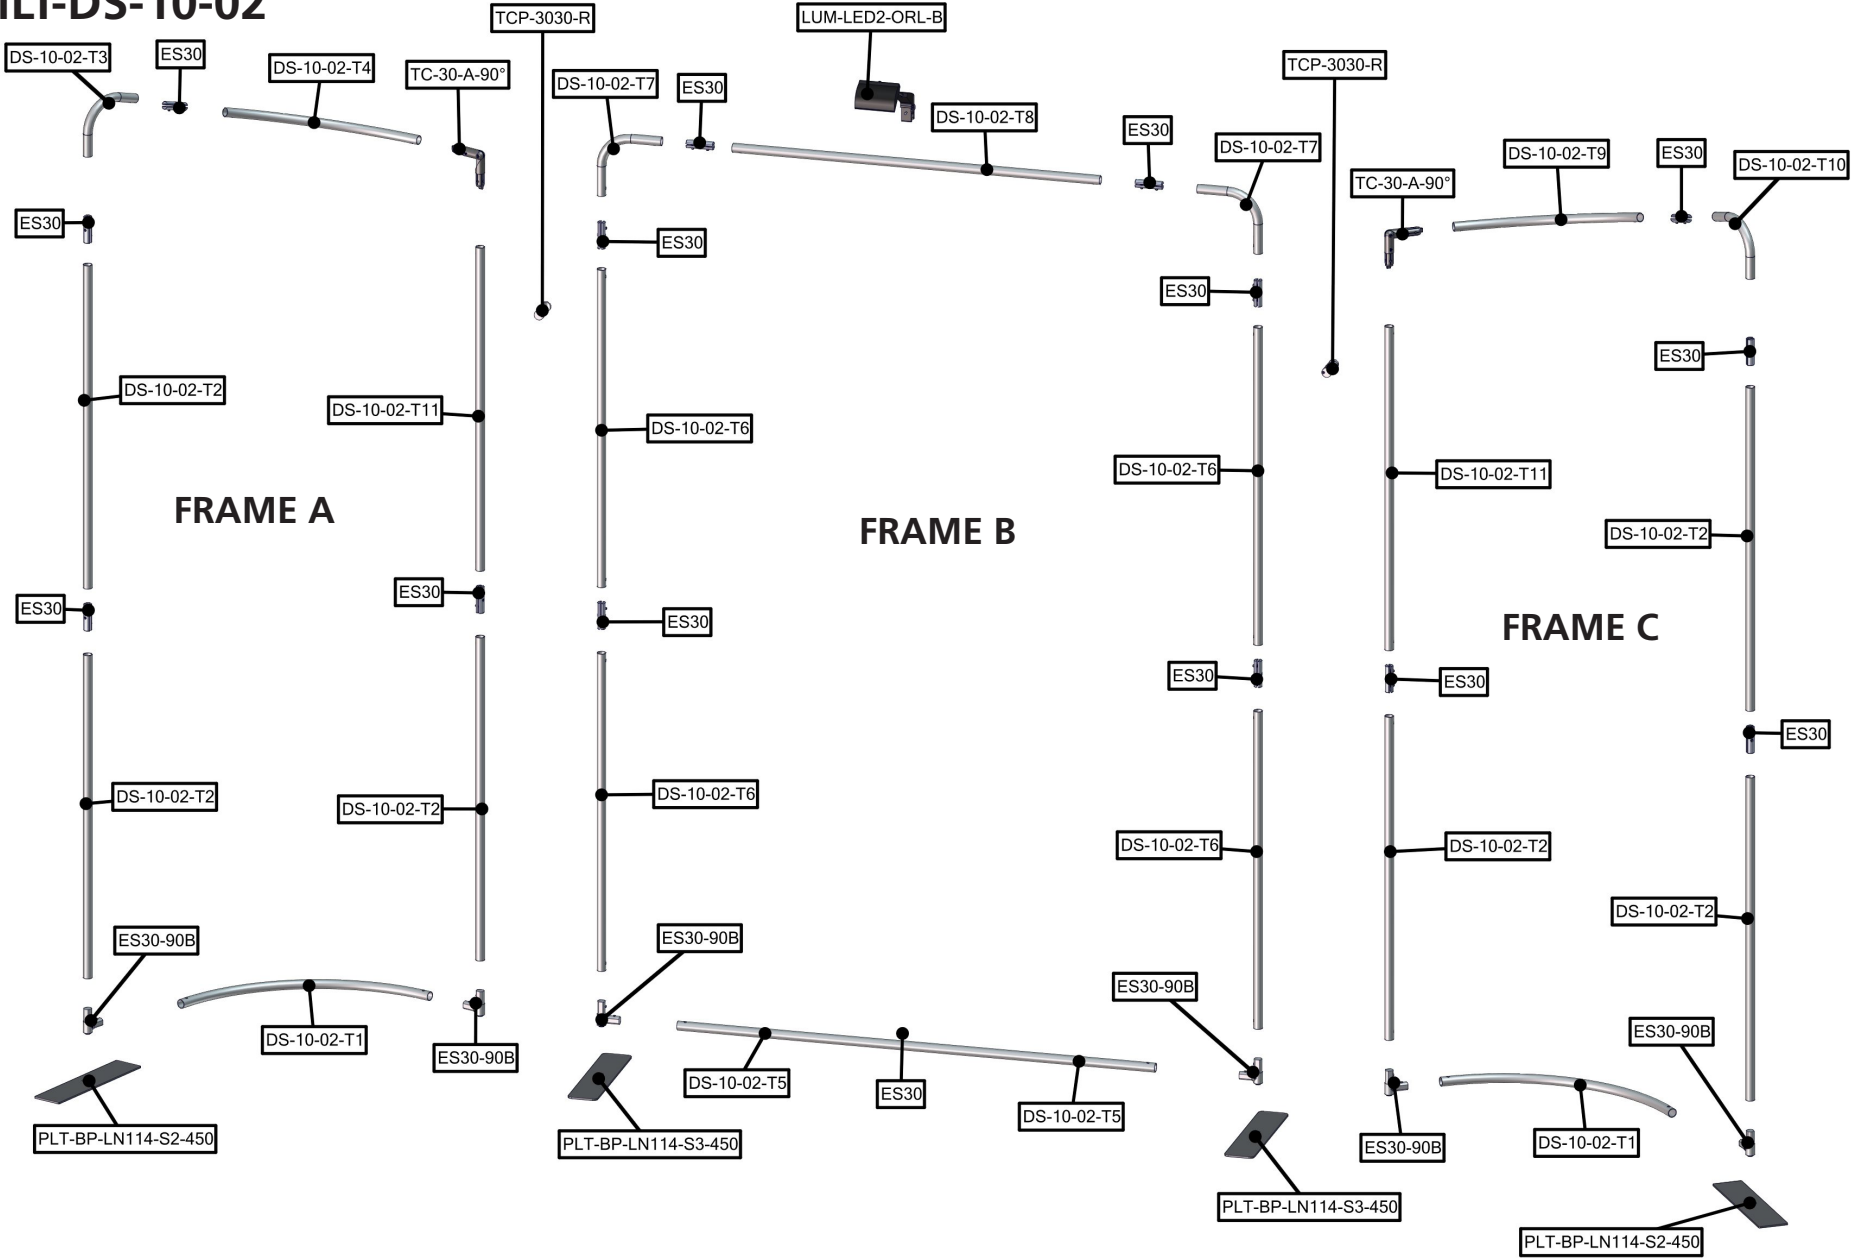 DS-10-02
TCP-3030-R
LUM-LED2-ORL-B
DS-10-02-T3
ES30
DS-10-02-T4
TC-30-A-90°
DS-10-02-T7
ES30
DS-10-02-T8
ES30
DS-10-02-T7
TCP-3030-R
TC-30-A-90°
DS-10-02-T9
ES30
DS-10-02-T10
ES30
ES30
ES30
ES30
DS-10-02-T2
DS-10-02-T11
DS-10-02-T6
DS-10-02-T6
DS-10-02-T11
DS-10-02-T2
FRAME A
FRAME B
FRAME C
ES30
ES30
ES30
ES30
ES30
ES30
DS-10-02-T2
DS-10-02-T2
DS-10-02-T6
DS-10-02-T6
DS-10-02-T2
DS-10-02-T2
ES30-90B
ES30-90B
ES30-90B
ES30-90B
DS-10-02-T1
ES30-90B
DS-10-02-T5
ES30
DS-10-02-T5
PLT-BP-LN114-S2-450
PLT-BP-LN114-S3-450
ES30-90B
DS-10-02-T1
PLT-BP-LN114-S3-450
PLT-BP-LN114-S2-450